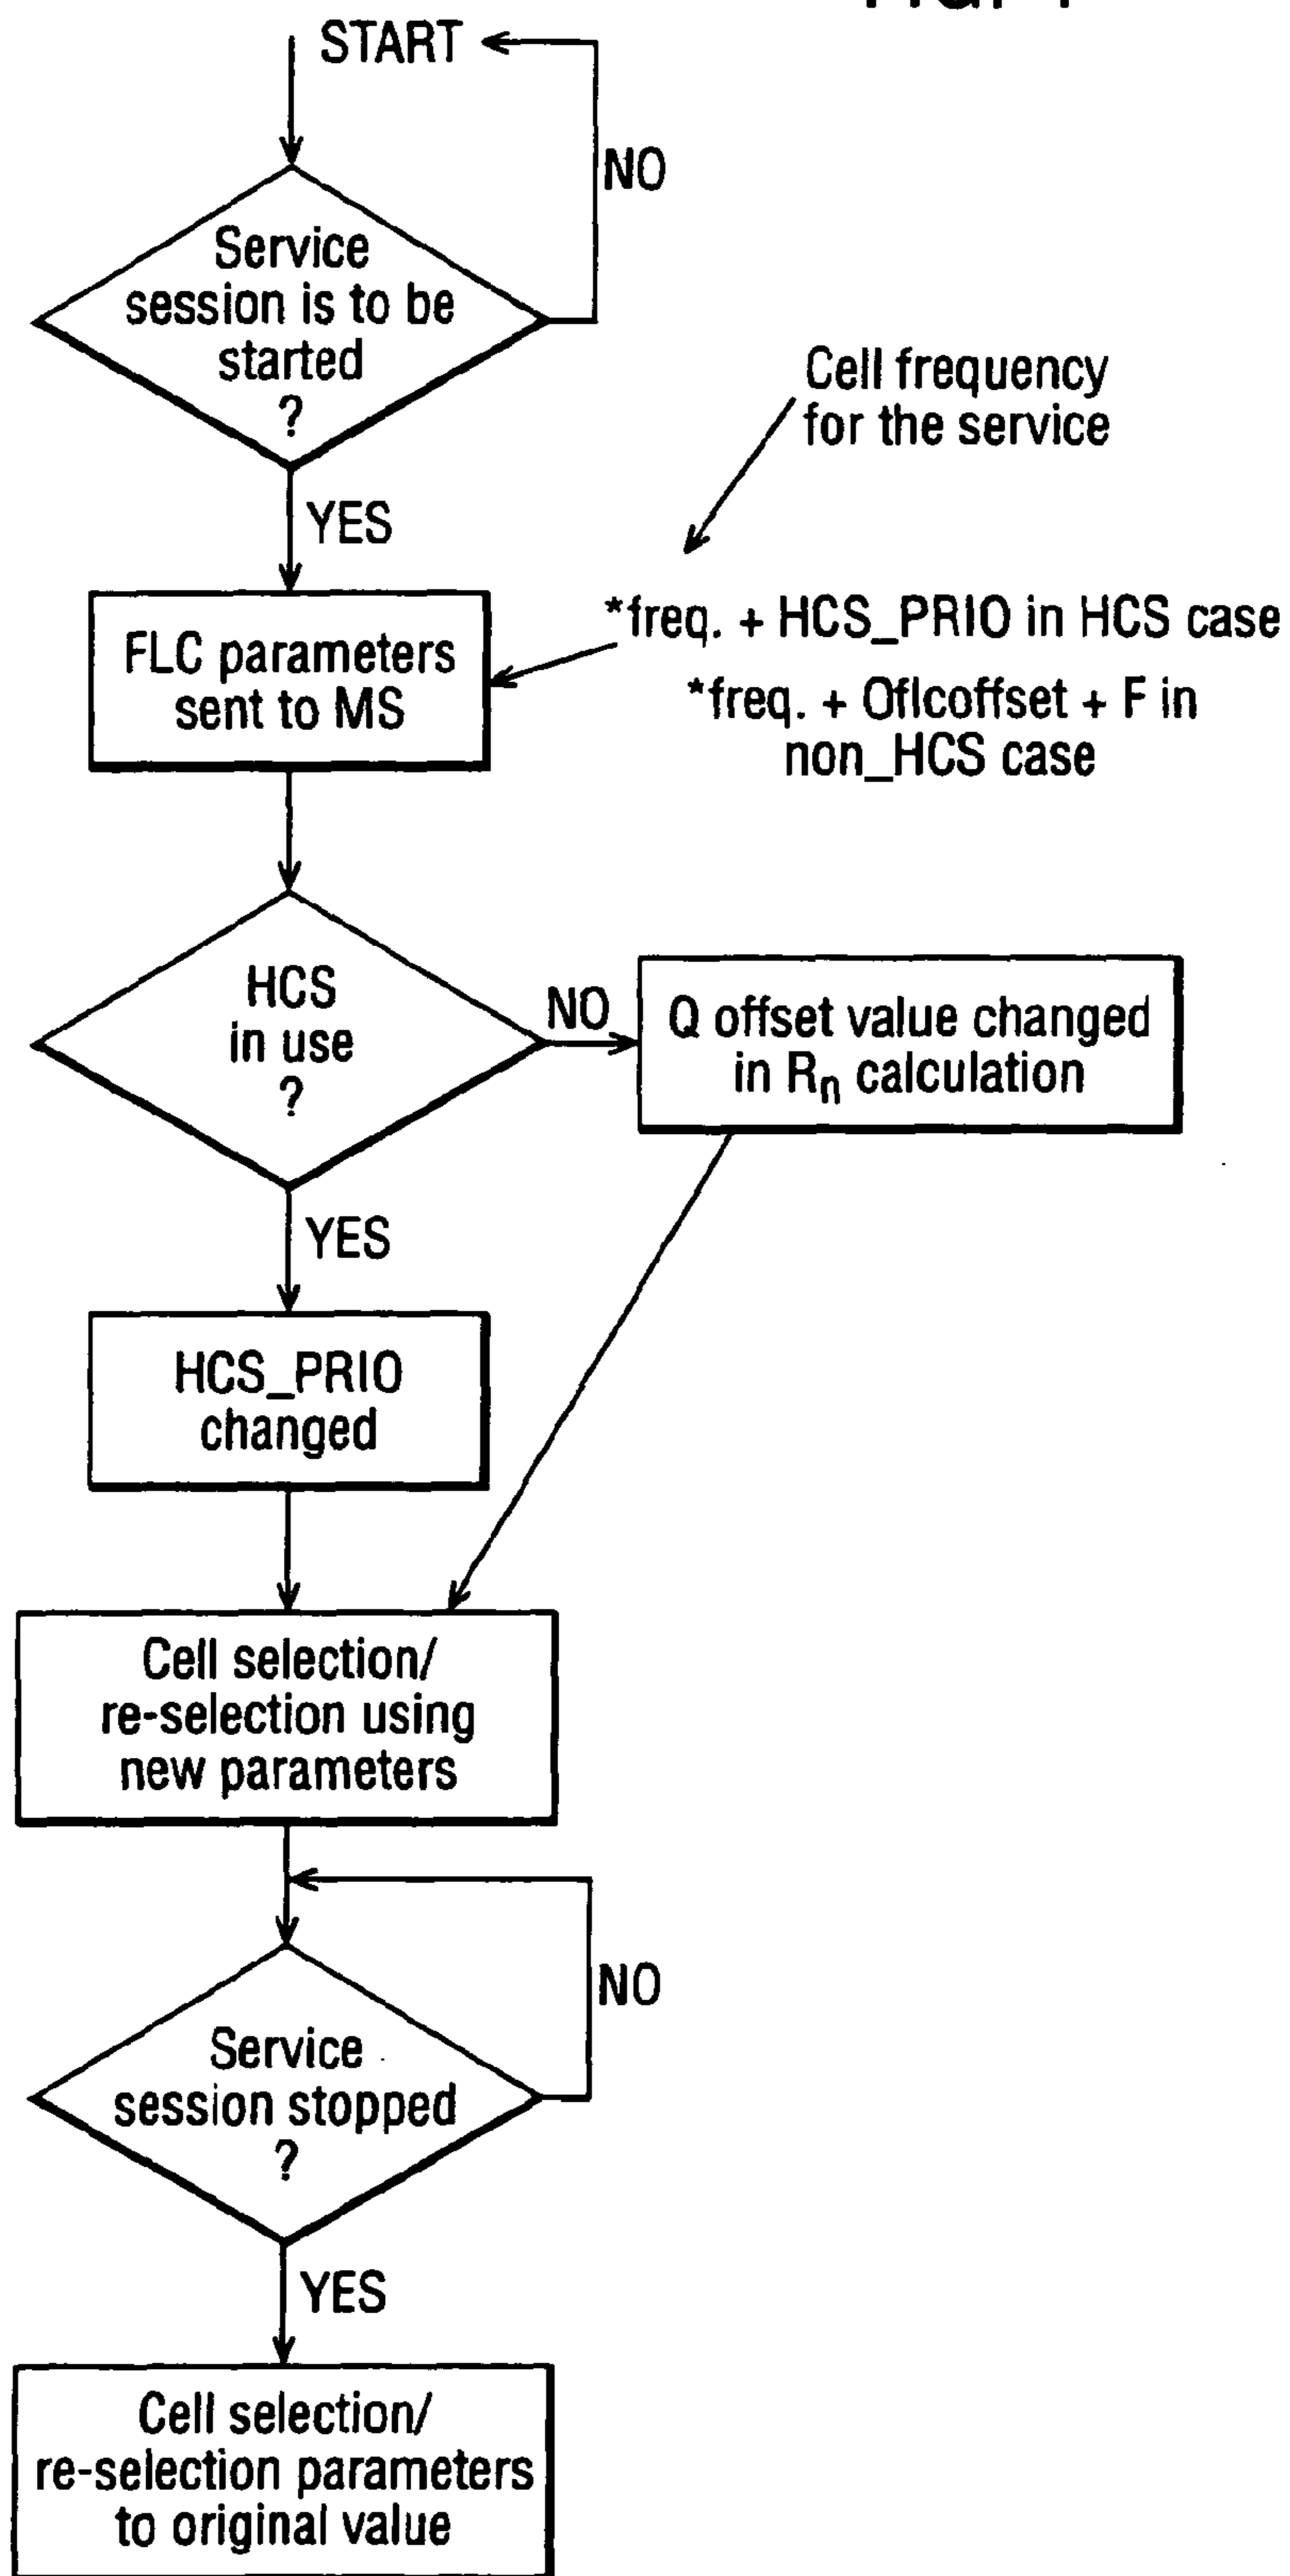 START
NO
Service
session is to be
started
?
Cell frequency
for the service
YES
FLC parameters
sent to MS
*freq. + HCS_PRIO in HCS case
*freq. + Oflcoffset + F in
non_HCS case
HCS
in use
?
NO
Q offset value changed
in Rn calculation
YES
HCS_PRIO
changed
Cell selection/
re-selection using
new parameters
NO
Service
session stopped
?
YES
Cell selection/
re-selection parameters
to original value